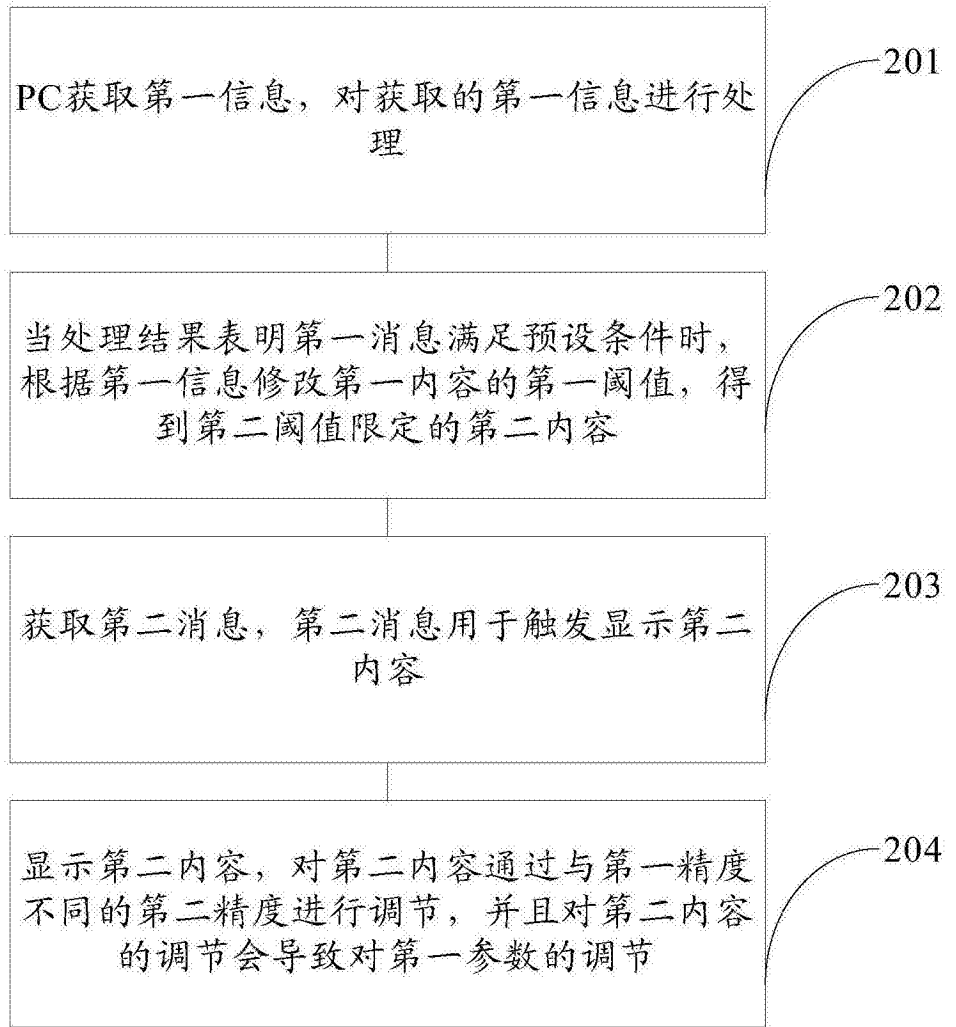 PC获取第一信息，对获取的第一信息进行处
理
201
当处理结果表明第一消息满足预设条件时，
根据第一信息修改第一内容的第一阈值，得
到第二阈值限定的第二内容
202
获取第二消息，第二消息用于触发显示第二
内容
203
显示第二内容，对第二内容通过与第一精度
不同的第二精度进行调节，并且对第二内容
的调节会导致对第一参数的调节
204